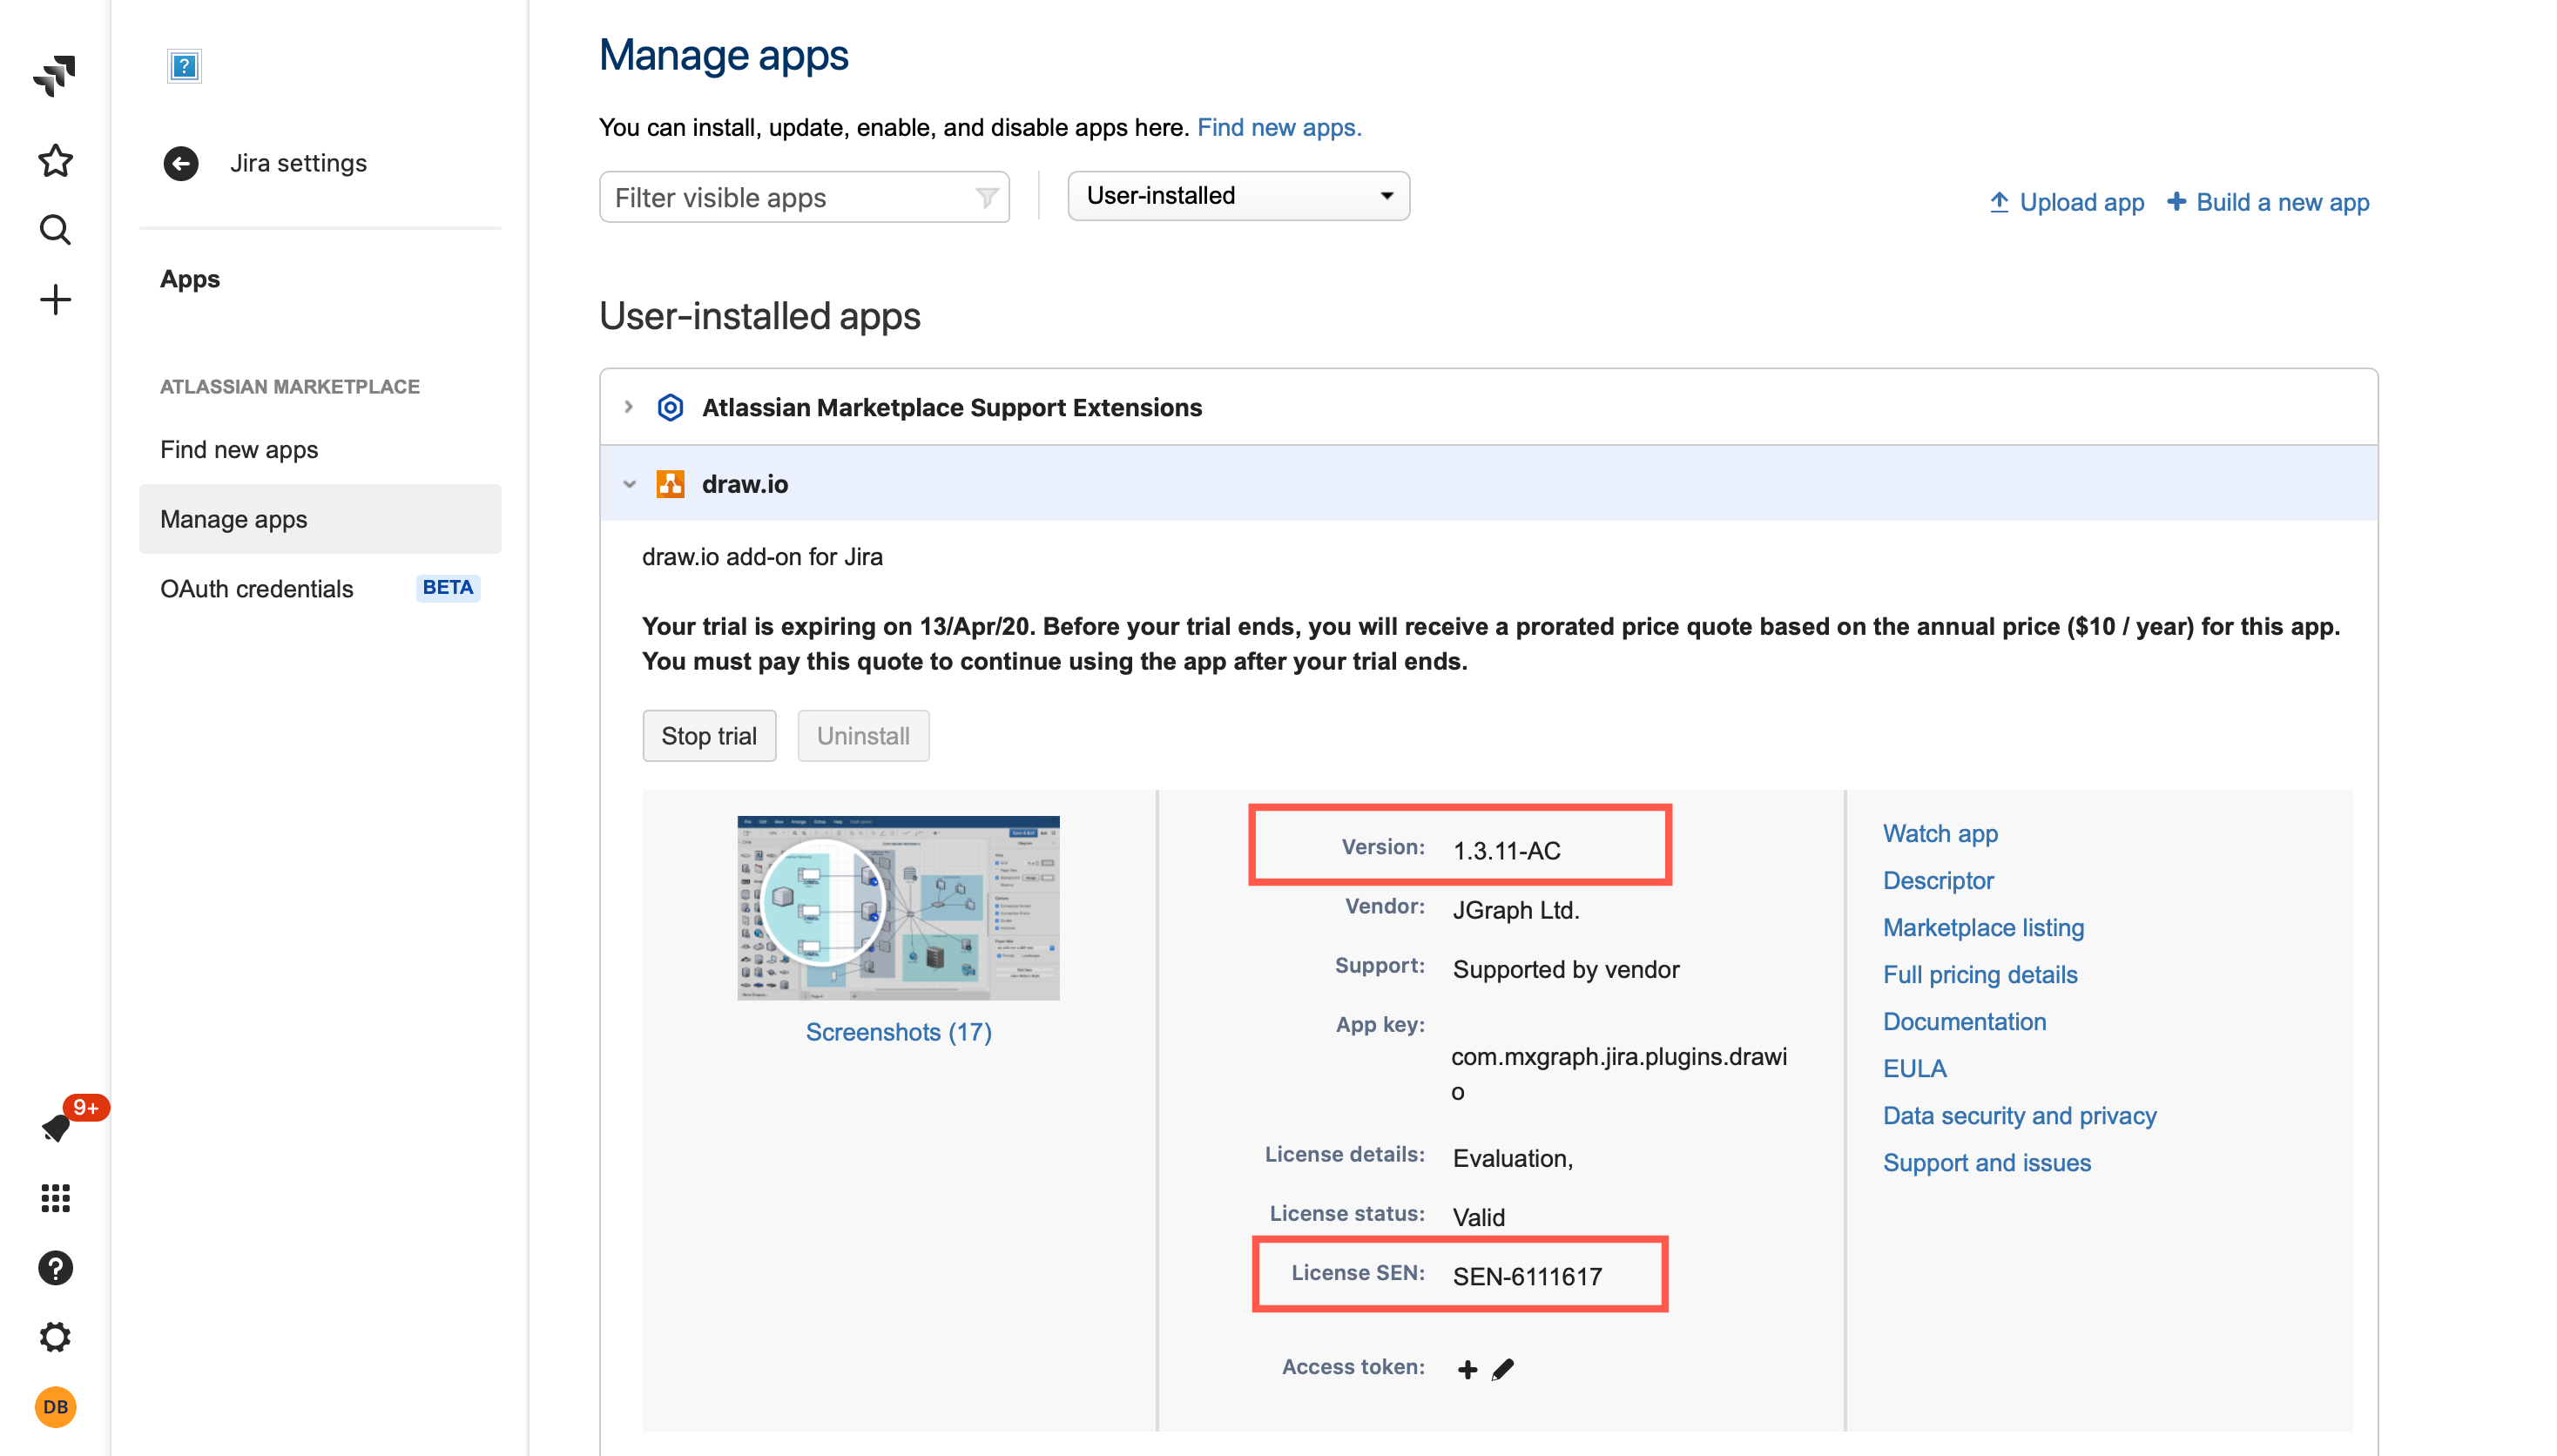 Manage apps
You can install, update, enable, and disable apps here. Find new apps.
Filter visible apps
User-installed
Upload app
Build a new app
?
Jira settings
Apps
ATLASSIAN MARKETPLACE
Find new apps
Manage apps
OAuth credentials BETA
User-installed apps
Atlassian Marketplace Support Extensions
draw.io
draw.io add-on for Jira
Your trial is expiring on 13/Apr/20. Before your trial ends, you will receive a prorated price quote based on the annual price ($10 / year) for this app.
You must pay this quote to continue using the app after your trial ends.
Stop trial
Uninstall
Screenshots (17)
Version: 1.3.11-AC
Vendor: JGraph Ltd.
Support: Supported by vendor
App key:
com.mxgraph.jira.plugins.drawi
o
License details: Evaluation,
License status: Valid
License SEN: SEN-6111617
Access token:
Watch app
Descriptor
Marketplace listing
Full pricing details
Documentation
EULA
Data security and privacy
Support and issues
9+
?
DB